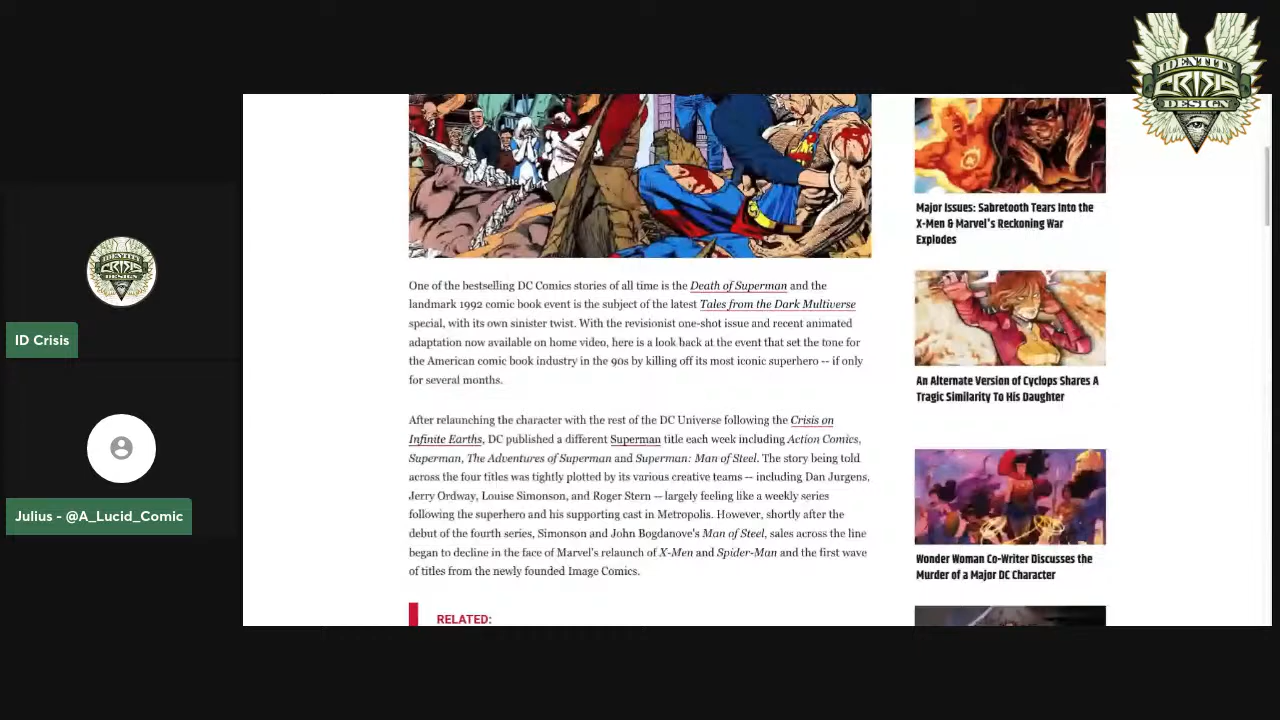 IDENTITY
CRISIS
DESIGN
ID Crisis
Julius - @A_Lucid_Comic
One of the bestselling DC Comics stories of all time is the Death of Superman and the
landmark 1992 comic book event is the subject of the latest Tales from the Dark Multiverse
special, with its own sinister twist. With the revisionist one-shot issue and recent animated
adaptation now available on home video, here is a look back at the event that set the tone for
the American comic book industry in the 90s by killing off its most iconic superhero -- if only
for several months.
After relaunching the character with the rest of the DC Universe following the Crisis on
Infinite Earths, DC published a different Superman title each week including Action Comics,
Superman, The Adventures of Superman and Superman: Man of Steel. The story being told
across the four titles was tightly plotted by its various creative teams -- including Dan Jurgens,
Jerry Ordway, Louise Simonson, and Roger Stern -- largely feeling like a weekly series
following the superhero and his supporting cast in Metropolis. However, shortly after the
debut of the fourth series, Simonson and John Bogdanove's Man of Steel, sales across the line
began to decline in the face of Marvel's relaunch of X-Men and Spider-Man and the first wave
of titles from the newly founded Image Comics.
RELATED:
Major Issues: Sabretooth Tears Into the
X-Men & Marvel's Reckoning War
Explodes
An Alternate Version of Cyclops Shares A
Tragic Similarity To His Daughter
Wonder Woman Co-Writer Discusses the
Murder of a Major DC Character